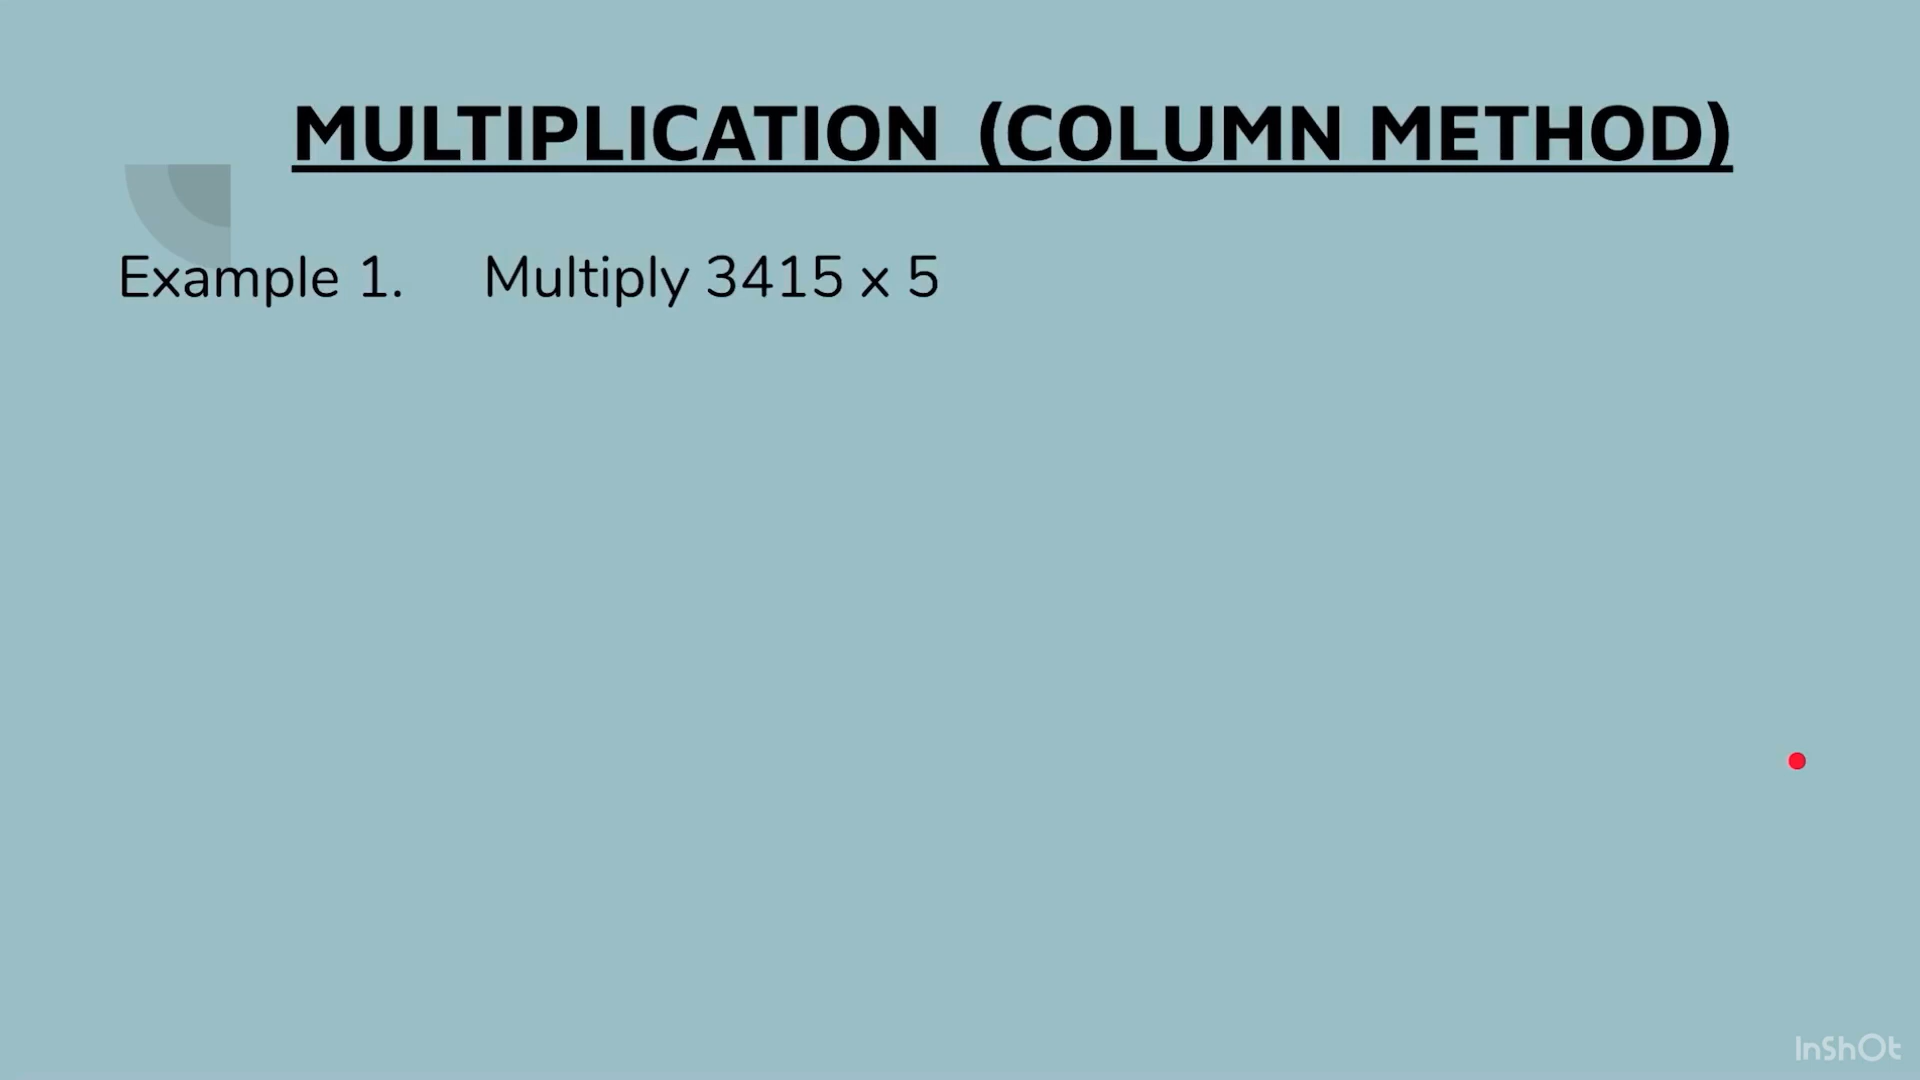 MULTIPLICATION (COLUMN METHOD)
Example 1. Multiply 3415 x 5
InShOt